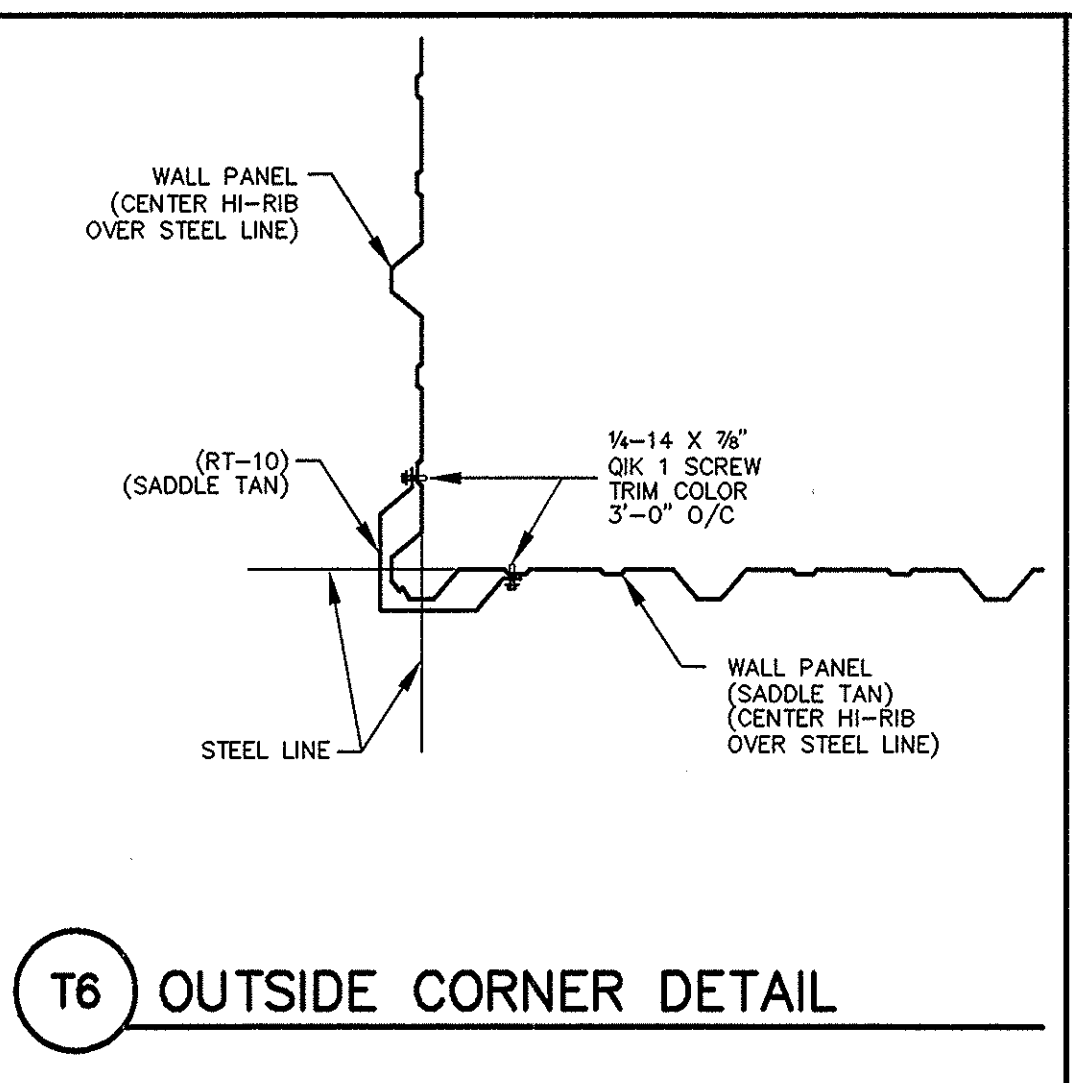 WALL PANEL
(CENTER HI-RIB
OVER STEEL LINE)
(RT-10)
(SADDLE TAN)
¼-14 X ⅞"
QIK 1 SCREW
TRIM COLOR
3'-0" O/C
WALL PANEL
(SADDLE TAN)
(CENTER HI-RIB
OVER STEEL LINE)
STEEL LINE
T6 OUTSIDE CORNER DETAIL